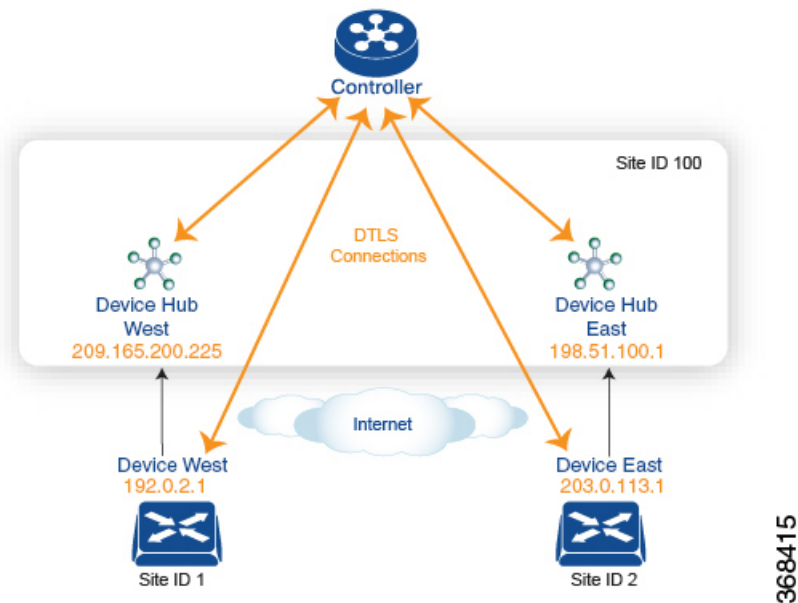 Controller
Site ID 100
DTLS
Connections
Device Hub
West
209.165.200.225
Device Hub
East
198.51.100.1
Internet
Device West
192.0.2.1
Site ID 1
Device East
203.0.113.1
Site ID 2
368415